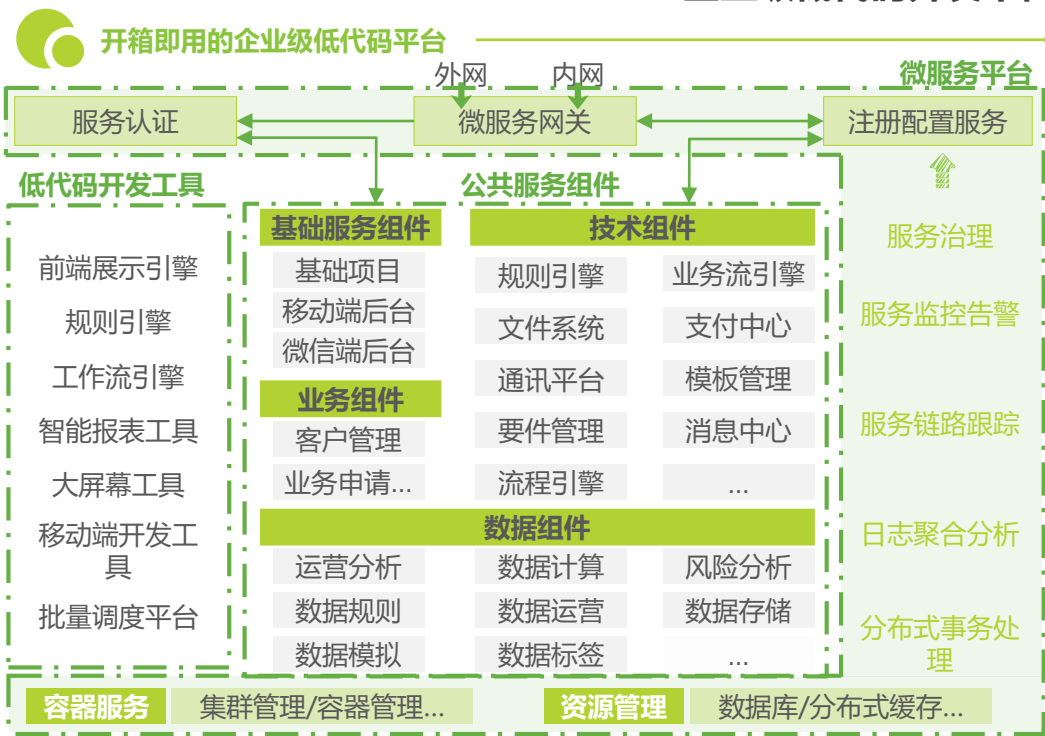 开箱即用的企业级低代码平台
外网
内网
微服务平台
服务认证
微服务网关
注册配置服务
低代码开发工具
公共服务组件
前端展示引擎
规则引擎
工作流引擎
智能报表工具
大屏幕工具
移动端开发工
具
批量调度平台
基础服务组件
基础项目
移动端后台
微信端后台
业务组件
客户管理
业务申请...
技术组件
规则引擎
业务流引擎
文件系统
支付中心
通讯平台
模板管理
要件管理
消息中心
流程引擎
...
数据组件
运营分析
数据计算
风险分析
数据规则
数据运营
数据存储
数据模拟
数据标签
...
服务治理
服务监控告警
服务链路跟踪
日志聚合分析
分布式事务处
理
容器服务
集群管理/容器管理...
资源管理
数据库/分布式缓存...